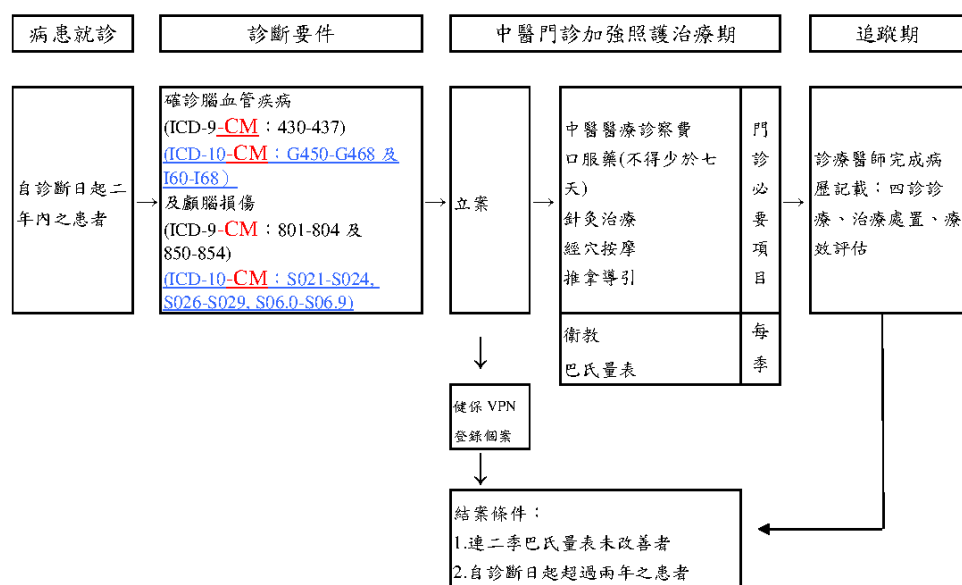 病患就診
診斷要件
中醫門診加強照護治療期
追蹤期
自診斷日起二
年內之患者
確診腦血管疾病
(ICD-9-CM：430-437)
(ICD-10-CM：G450-G468 及
I60-I68）
及顱腦損傷
(ICD-9-CM：801-804 及
850-854)
(ICD-10-CM：S021-S024,
S026-S029, S06.0-S06.9)
立案
中醫醫療診察費
口服藥(不得少於七
天)
針灸治療
經穴按摩
推拿導引
門
診
必
要
項
目
衛教
巴氏量表
每
季
診療醫師完成病
歷記載：四診診
療、治療處置、療
效評估
健保 VPN
登錄個案
結案條件：
1.連二季巴氏量表未改善者
2.自診斷日起超過兩年之患者